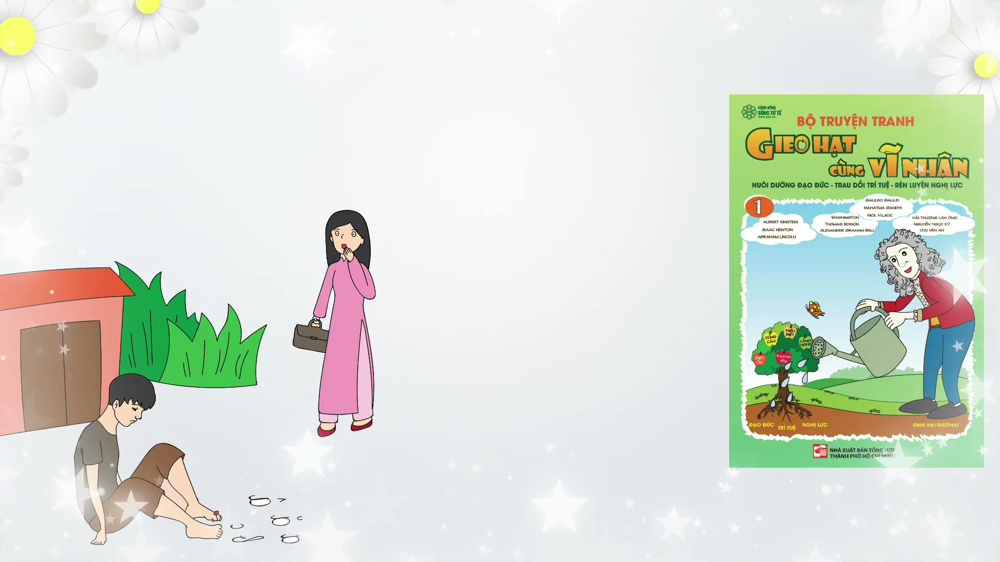 CỘNG ĐỒNG
SỐNG TỬ TẾ
www.gnh.vn
BỘ TRUYỆN TRANH
GIEO HẠT
CÙNG VĨ NHÂN
NUÔI DƯỠNG ĐẠO ĐỨC - TRAU DỒI TRÍ TUỆ - RÈN LUYỆN NGHỊ LỰC
1
ALBERT EINSTEIN
ISAAC NEWTON
ABRAHAM LINCOLN
WASHINGTON
THOMAS EDISON
ALEXANDER GRAHAM BELL
GALILEO GALILEI
MAHATMA GANDHI
NICK VUJICIC
HẢI THƯỢNG LÃN ÔNG
NGUYỄN NGỌC KÝ
CHU VĂN AN
DŨNG
CẢM
HIỂU
BIẾT
LẮNG
NGHE
BIẾT
ƠN
THƯƠNG
YÊU
ĐẠO ĐỨC
TRÍ TUỆ
NGHỊ LỰC
GNH.VN/GIEOHAT
NHÀ XUẤT BẢN TỔNG HỢP
THÀNH PHỐ HỒ CHÍ MINH